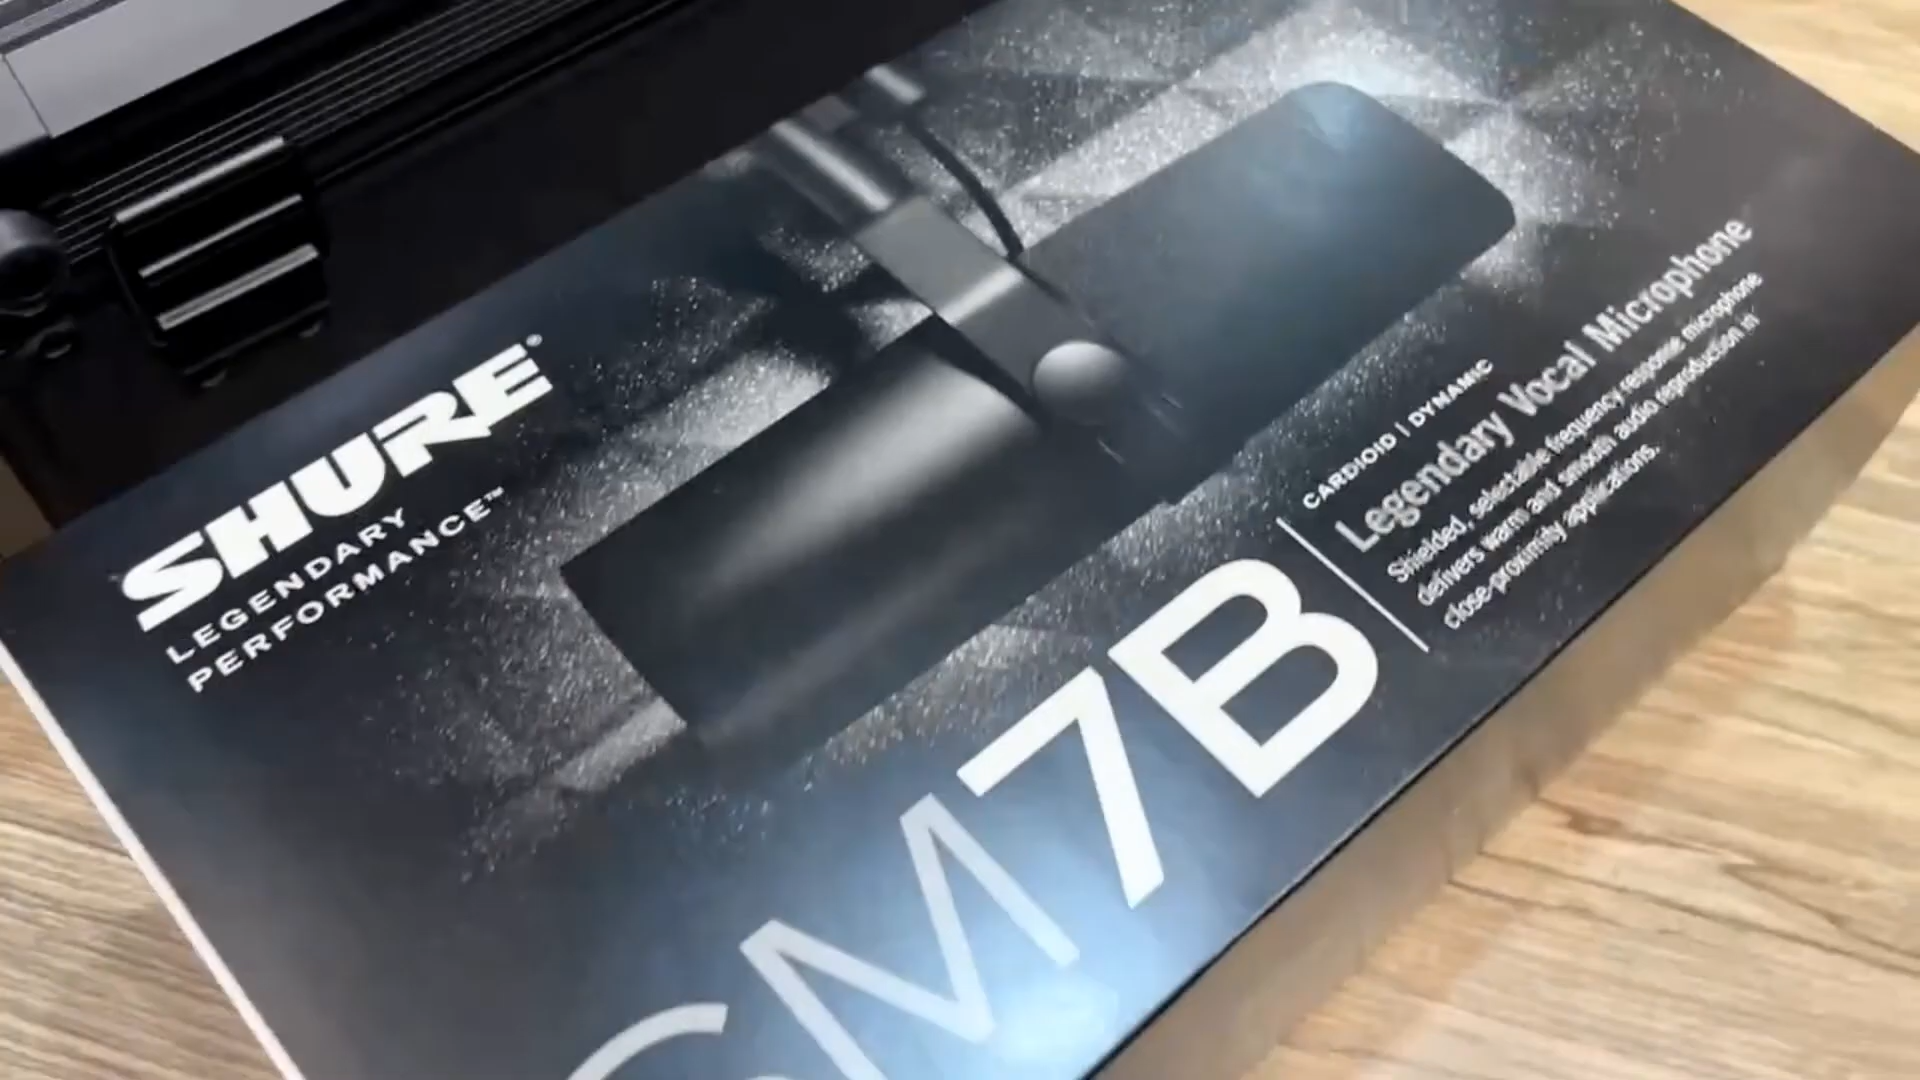 SHURE®
LEGENDARY
PERFORMANCE™
CARDIOID | DYNAMIC
Legendary Vocal Microphone
Shielded, selectable frequency response microphone
delivers warm and smooth audio reproduction in
close-proximity applications.
SM7B